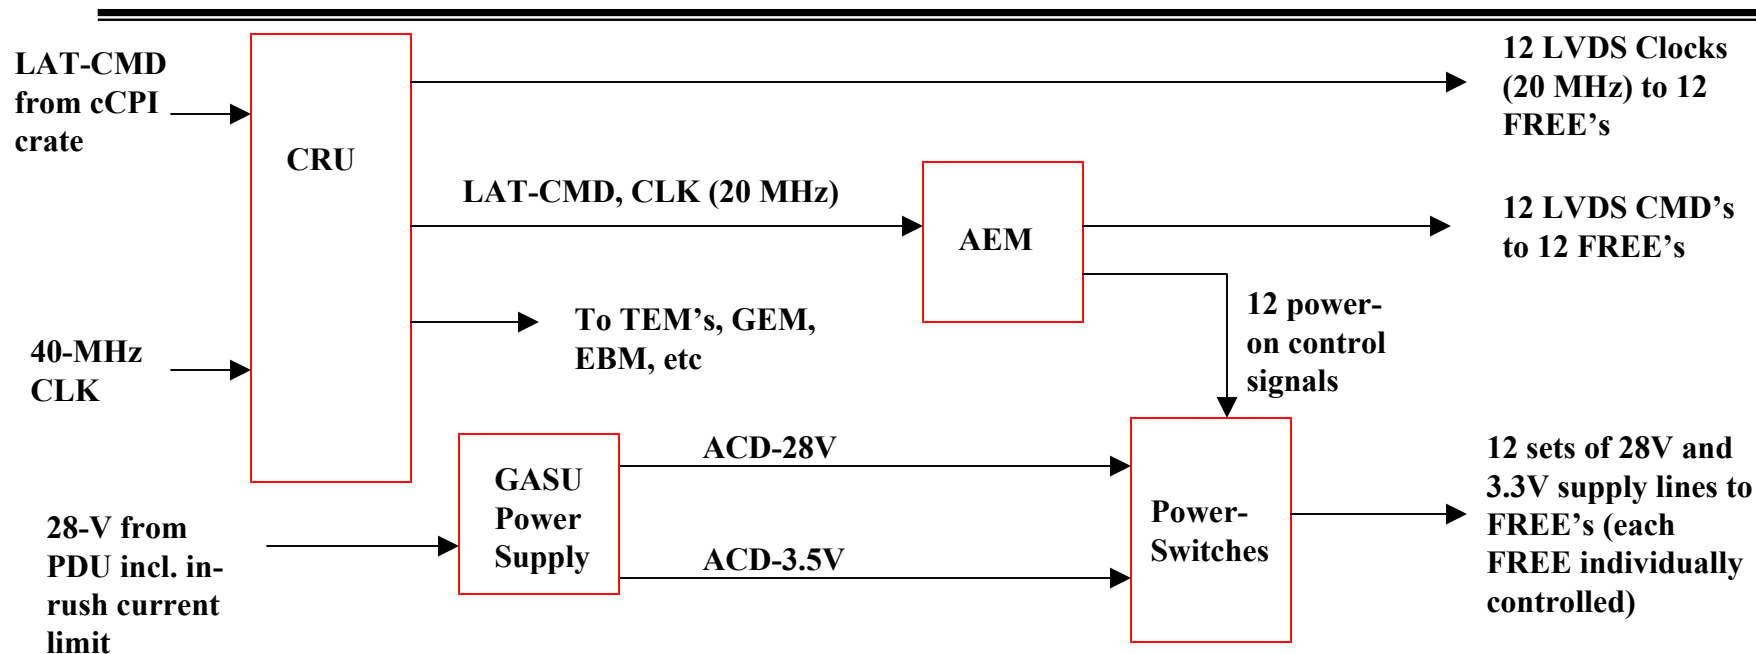 LAT-CMD
from cCPI
crate
CRU
12 LVDS Clocks
(20 MHz) to 12
FREE’s
LAT-CMD, CLK (20 MHz)
AEM
12 LVDS CMD’s
to 12 FREE’s
To TEM’s, GEM,
EBM, etc
12 power-
on control
signals
40-MHz
CLK
28-V from
PDU incl. in-
rush current
limit
GASU
Power
Supply
ACD-28V
ACD-3.5V
Power-
Switches
12 sets of 28V and
3.3V supply lines to
FREE’s (each
FREE individually
controlled)